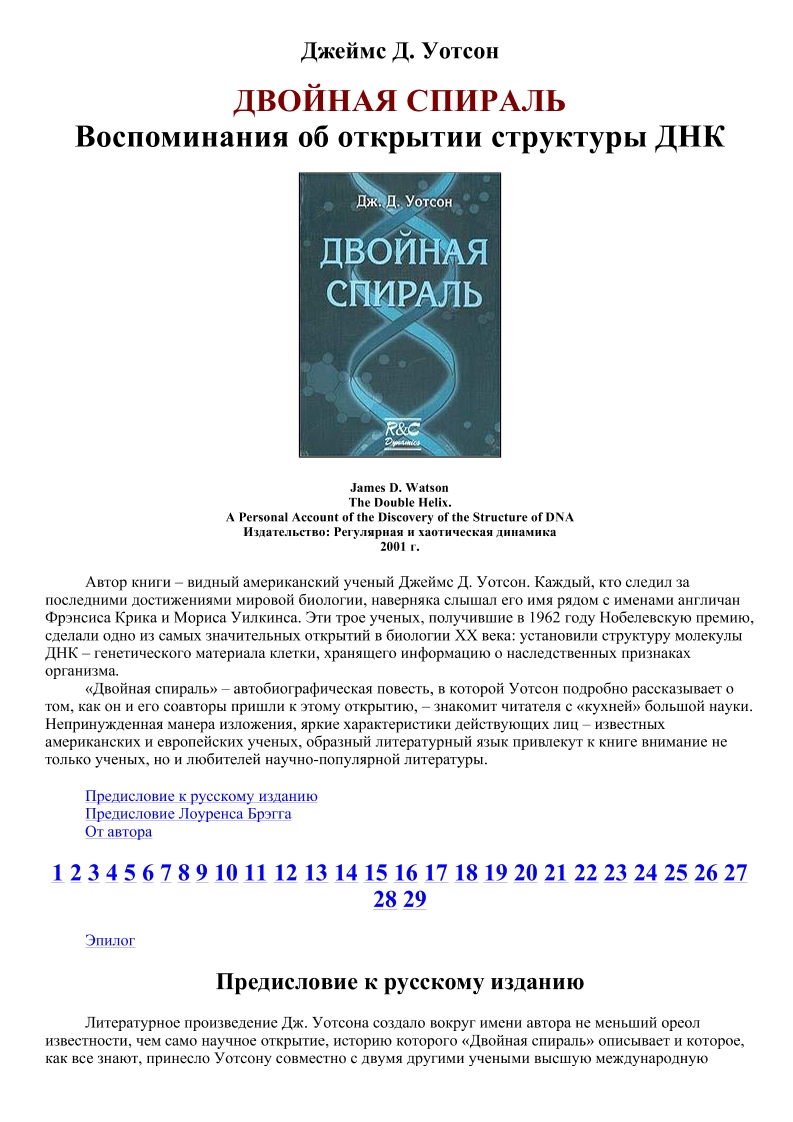 Джеймс Д. Уотсон
ДВОЙНАЯ СПИРАЛЬ
Воспоминания об открытии структуры ДНК
Дж. Д. Уотсон
ДВОЙНАЯ
СПИРАЛЬ
R&C
Dynamics
James D. Watson
The Double Helix.
A Personal Account of the Discovery of the Structure of DNA
Издательство: Регулярная и хаотическая динамика
2001 г.
Автор книги – видный американский ученый Джеймс Д. Уотсон. Каждый, кто следил за
последними достижениями мировой биологии, наверняка слышал его имя рядом с именами англичан
Фрэнсиса Крика и Мориса Уилкинса. Эти трое ученых, получившие в 1962 году Нобелевскую премию,
сделали одно из самых значительных открытий в биологии XX века: установили структуру молекулы
ДНК – генетического материала клетки, хранящего информацию о наследственных признаках
организма.
«Двойная спираль» – автобиографическая повесть, в которой Уотсон подробно рассказывает о
том, как он и его соавторы пришли к этому открытию, – знакомит читателя с «кухней» большой науки.
Непринужденная манера изложения, яркие характеристики действующих лиц – известных
американских и европейских ученых, образный литературный язык привлекут к книге внимание не
только ученых, но и любителей научно-популярной литературы.
Предисловие к русскому изданию
Предисловие Лоуренса Брэгга
От автора
1 2 3 4 5 6 7 8 9 10 11 12 13 14 15 16 17 18 19 20 21 22 23 24 25 26 27
28 29
Эпилог
Предисловие к русскому изданию
Литературное произведение Дж. Уотсона создало вокруг имени автора не меньший ореол
известности, чем само научное открытие, историю которого «Двойная спираль» описывает и которое,
как все знают, принесло Уотсону совместно с двумя другими учеными высшую международную